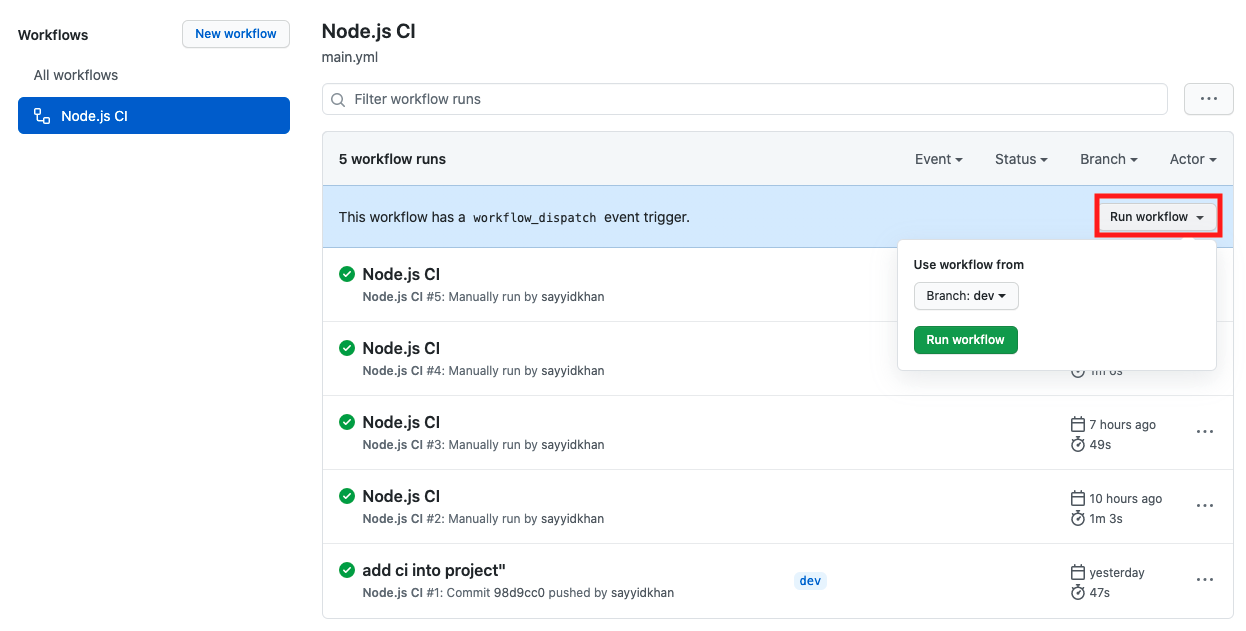 Workflows
New workflow
All workflows
Node.js CI
Node.js CI
main.yml
Filter workflow runs
5 workflow runs
Event
Status
Branch
Actor
This workflow has a workflow_dispatch event trigger.
Run workflow
Use workflow from
Branch: dev
Run workflow
Node.js CI
Node.js CI #5: Manually run by sayyidkhan
Node.js CI
Node.js CI #4: Manually run by sayyidkhan
Node.js CI
Node.js CI #3: Manually run by sayyidkhan
7 hours ago
49s
Node.js CI
Node.js CI #2: Manually run by sayyidkhan
10 hours ago
1m 3s
add ci into project"
Node.js CI #1: Commit 98d9cc0 pushed by sayyidkhan
dev
yesterday
47s